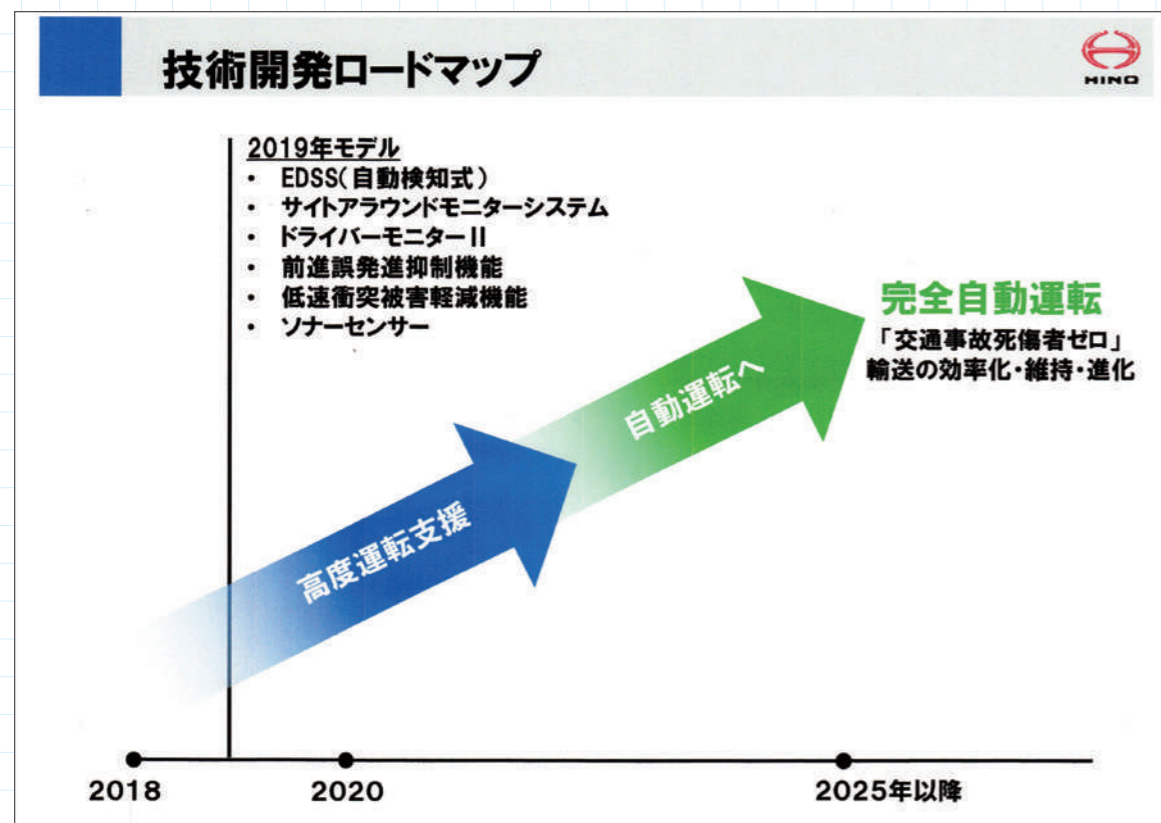 技術開発ロードマップ
HINO
2019年モデル
・ EDSS(自動検知式)
・ サイトアラウンドモニターシステム
・ ドライバーモニターⅡ
・ 前進誤発進抑制機能
・ 低速衝突被害軽減機能
・ ソナーセンサー
完全自動運転
「交通事故死傷者ゼロ」
輸送の効率化・維持・進化
自動運転へ
高度運転支援
2018
2020
2025年以降